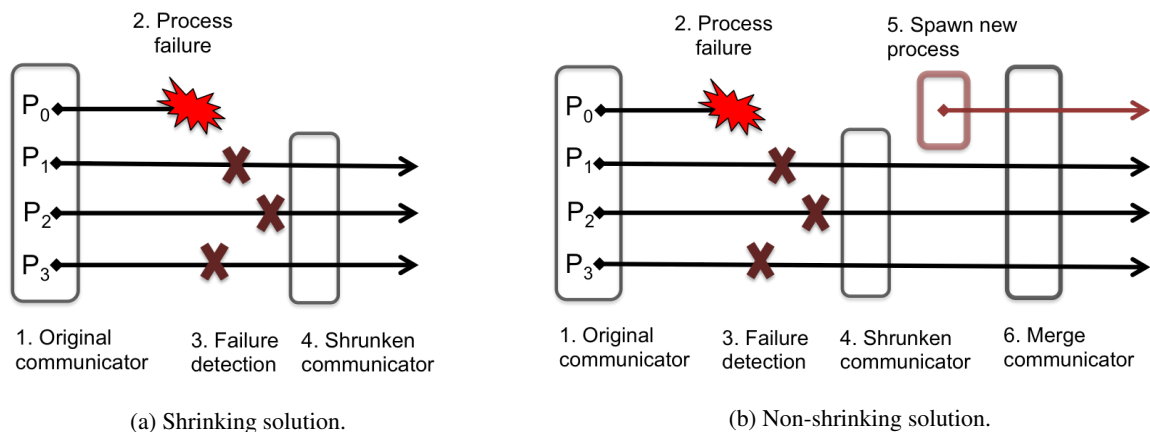 2. Process
failure
P0
P1
P2
P3
1. Original
communicator
3. Failure
detection
4. Shrunken
communicator
(a) Shrinking solution.
2. Process
failure
5. Spawn new
process
P0
P1
P2
P3
1. Original
communicator
3. Failure
detection
4. Shrunken
communicator
6. Merge
communicator
(b) Non-shrinking solution.